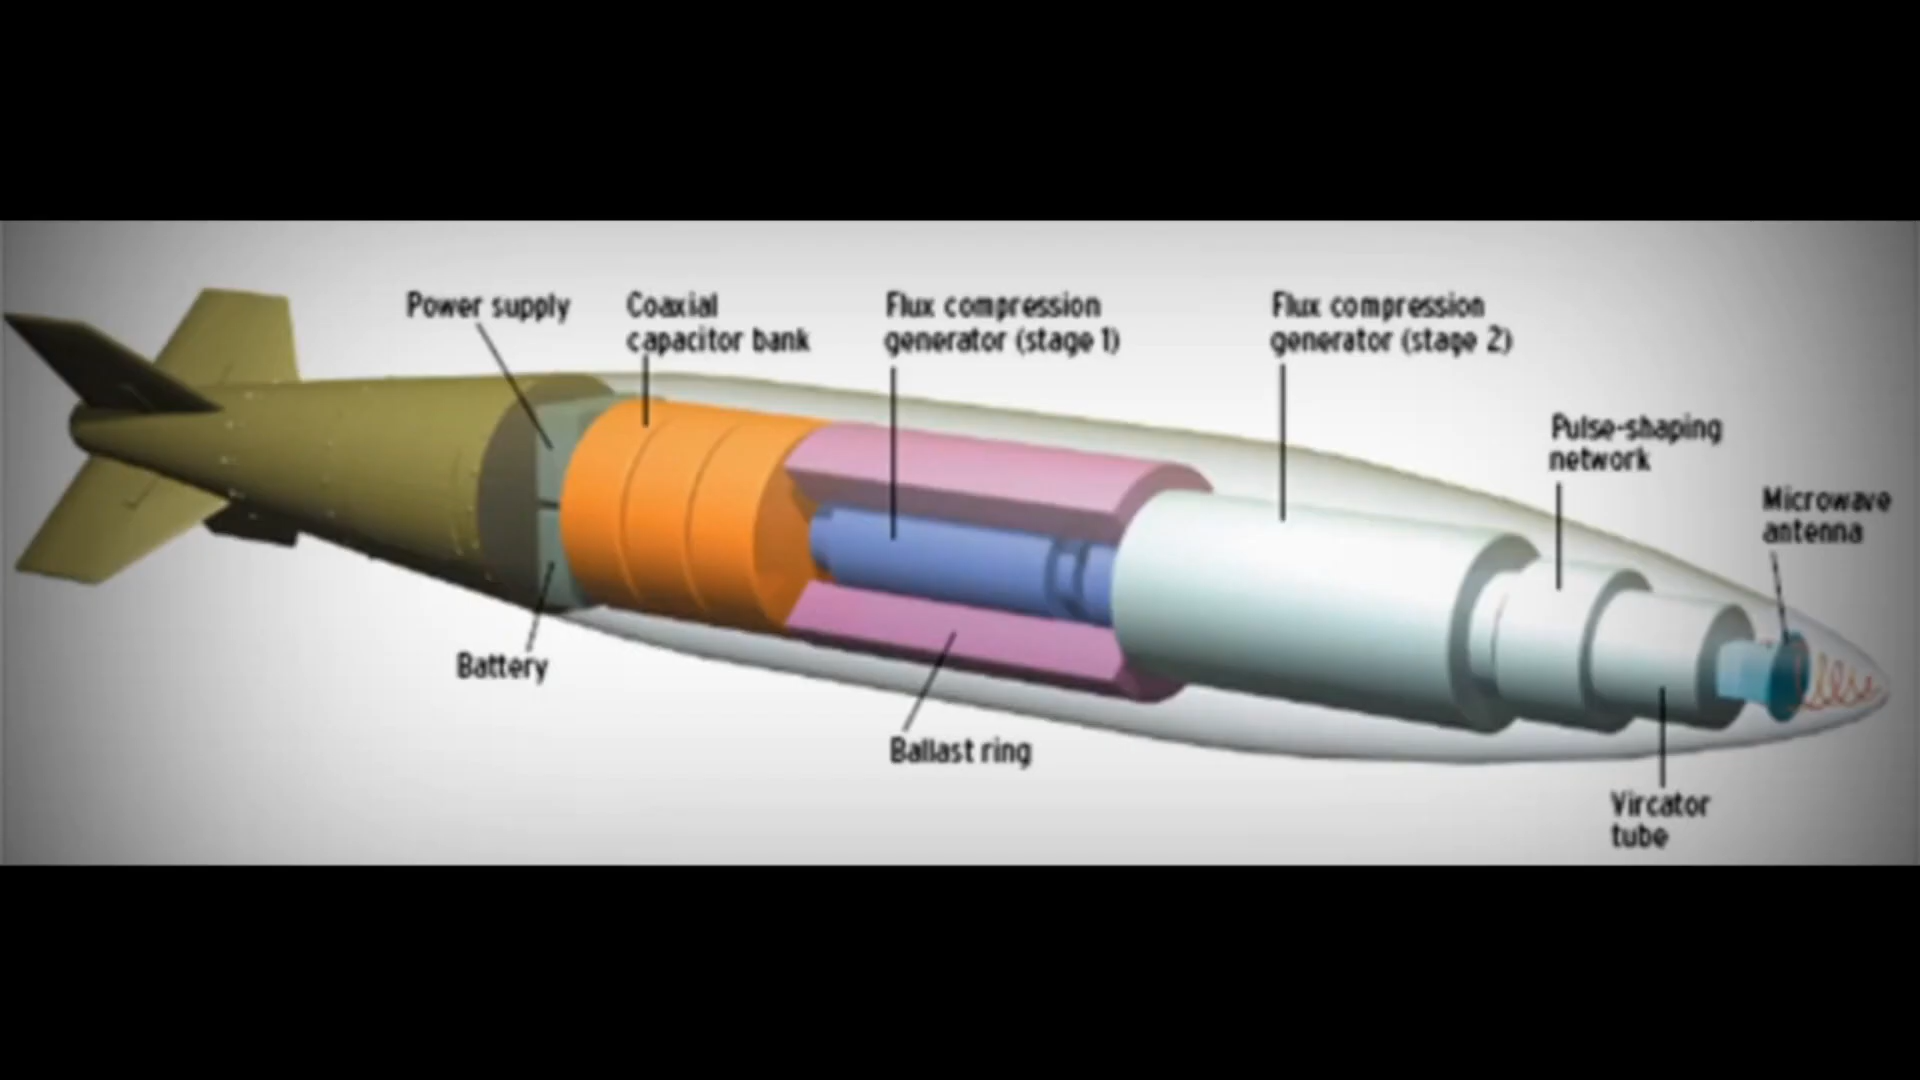 Power supply
Coaxial
capacitor bank
Flux compression
generator (stage 1)
Flux compression
generator (stage 2)
Pulse-shaping
network
Microwave
antenna
Battery
Ballast ring
Vircator
tube